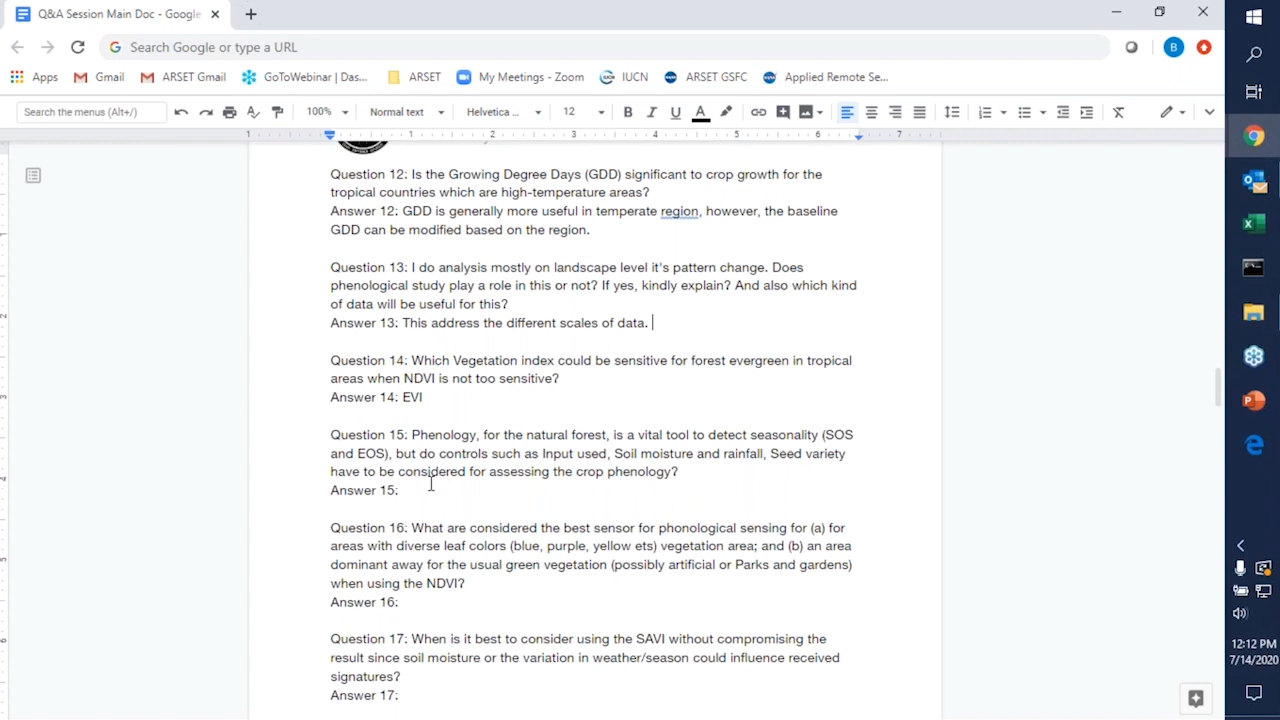 Q&A Session Main Doc - Google
Search Google or type a URL
Apps
Gmail
ARSET Gmail
GoToWebinar | Das...
ARSET
My Meetings - Zoom
IUCN
ARSET GSFC
Applied Remote Se...
Search the menus (Alt+/)
100%
Normal text
Helvetica ...
12
Question 12: Is the Growing Degree Days (GDD) significant to crop growth for the
tropical countries which are high-temperature areas?
Answer 12: GDD is generally more useful in temperate region, however, the baseline
GDD can be modified based on the region.
Question 13: I do analysis mostly on landscape level it's pattern change. Does
phenological study play a role in this or not? If yes, kindly explain? And also which kind
of data will be useful for this?
Answer 13: This address the different scales of data.
Question 14: Which Vegetation index could be sensitive for forest evergreen in tropical
areas when NDVI is not too sensitive?
Answer 14: EVI
Question 15: Phenology, for the natural forest, is a vital tool to detect seasonality (SOS
and EOS), but do controls such as Input used, Soil moisture and rainfall, Seed variety
have to be considered for assessing the crop phenology?
Answer 15:
Question 16: What are considered the best sensor for phonological sensing for (a) for
areas with diverse leaf colors (blue, purple, yellow ets) vegetation area; and (b) an area
dominant away for the usual green vegetation (possibly artificial or Parks and gardens)
when using the NDVI?
Answer 16:
Question 17: When is it best to consider using the SAVI without compromising the
result since soil moisture or the variation in weather/season could influence received
signatures?
Answer 17:
12:12 PM
7/14/2020